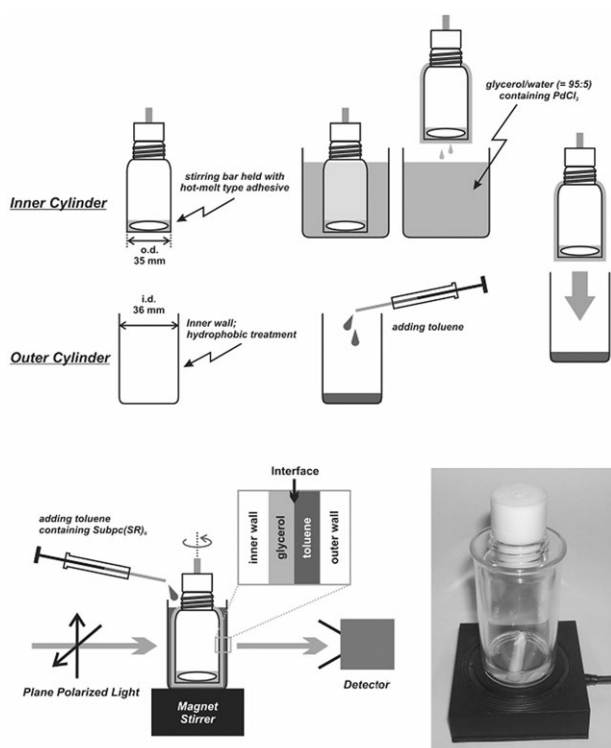 glycerol/water (= 95:5)
containing PdCl₂
stirring bar held with
hot-melt type adhesive
Inner Cylinder
o.d.
35 mm
i.d.
36 mm
Inner wall;
hydrophobic treatment
adding toluene
Outer Cylinder
Interface
adding toluene
containing Subpc(SR)₆
inner wall
glycerol
toluene
outer wall
Plane Polarized Light
Magnet
Stirrer
Detector